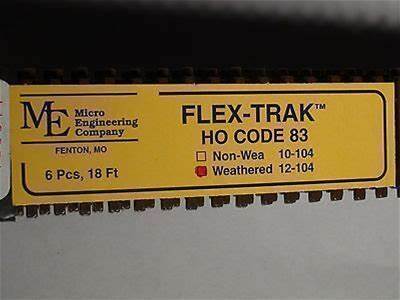 ME Micro
Engineering
Company
FENTON, MO
6 Pcs, 18 Ft
FLEX-TRAK™
HO CODE 83
Non-Wea 10-104
Weathered 12-104